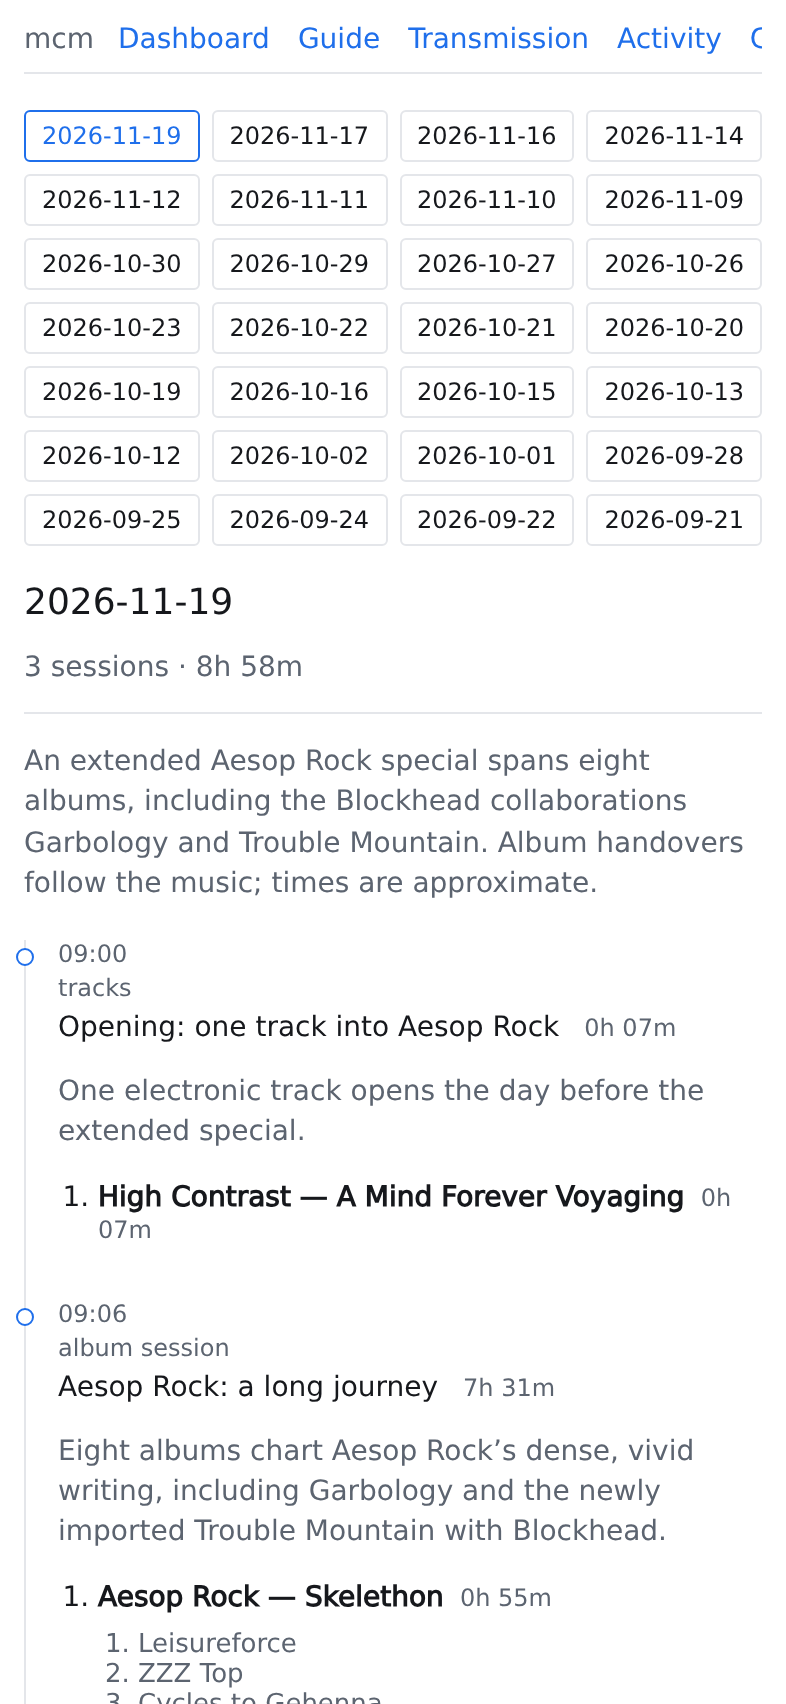 mcm Dashboard Guide Transmission Activity
2026-11-19 2026-11-17 2026-11-16 2026-11-14
2026-11-12 2026-11-11 2026-11-10 2026-11-09
2026-10-30 2026-10-29 2026-10-27 2026-10-26
2026-10-23 2026-10-22 2026-10-21 2026-10-20
2026-10-19 2026-10-16 2026-10-15 2026-10-13
2026-10-12 2026-10-02 2026-10-01 2026-09-28
2026-09-25 2026-09-24 2026-09-22 2026-09-21
2026-11-19
3 sessions · 8h 58m
An extended Aesop Rock special spans eight
albums, including the Blockhead collaborations
Garbology and Trouble Mountain. Album handovers
follow the music; times are approximate.
09:00
tracks
Opening: one track into Aesop Rock 0h 07m
One electronic track opens the day before the
extended special.
1. High Contrast — A Mind Forever Voyaging 0h
07m
09:06
album session
Aesop Rock: a long journey 7h 31m
Eight albums chart Aesop Rock’s dense, vivid
writing, including Garbology and the newly
imported Trouble Mountain with Blockhead.
1. Aesop Rock — Skelethon 0h 55m
1. Leisureforce
2. ZZZ Top
3. Cycles to Gehenna